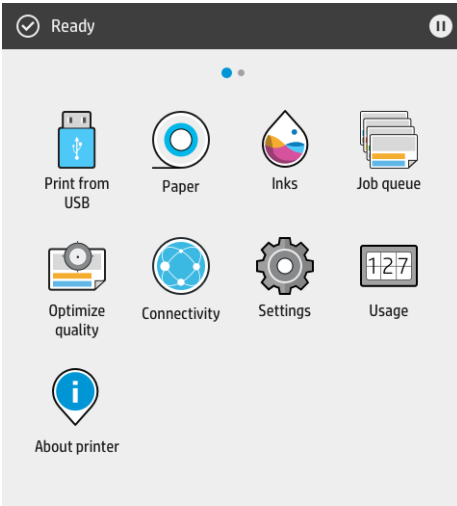 Ready
Print from
USB
Paper
Inks
Job queue
Optimize
quality
Connectivity
Settings
127
Usage
i
About printer